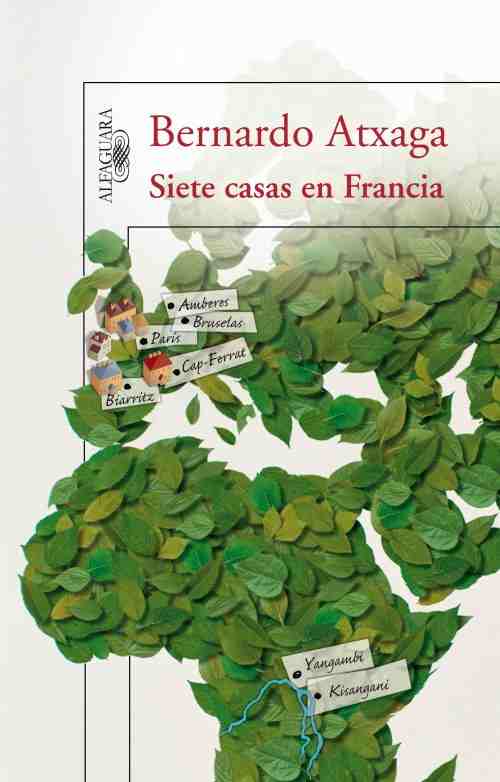 ALFAGUARA
Bernardo Atxaga
Siete casas en Francia
Amberes
Bruselas
París
Cap-Ferrat
Biarritz
Yangambi
Kisangani